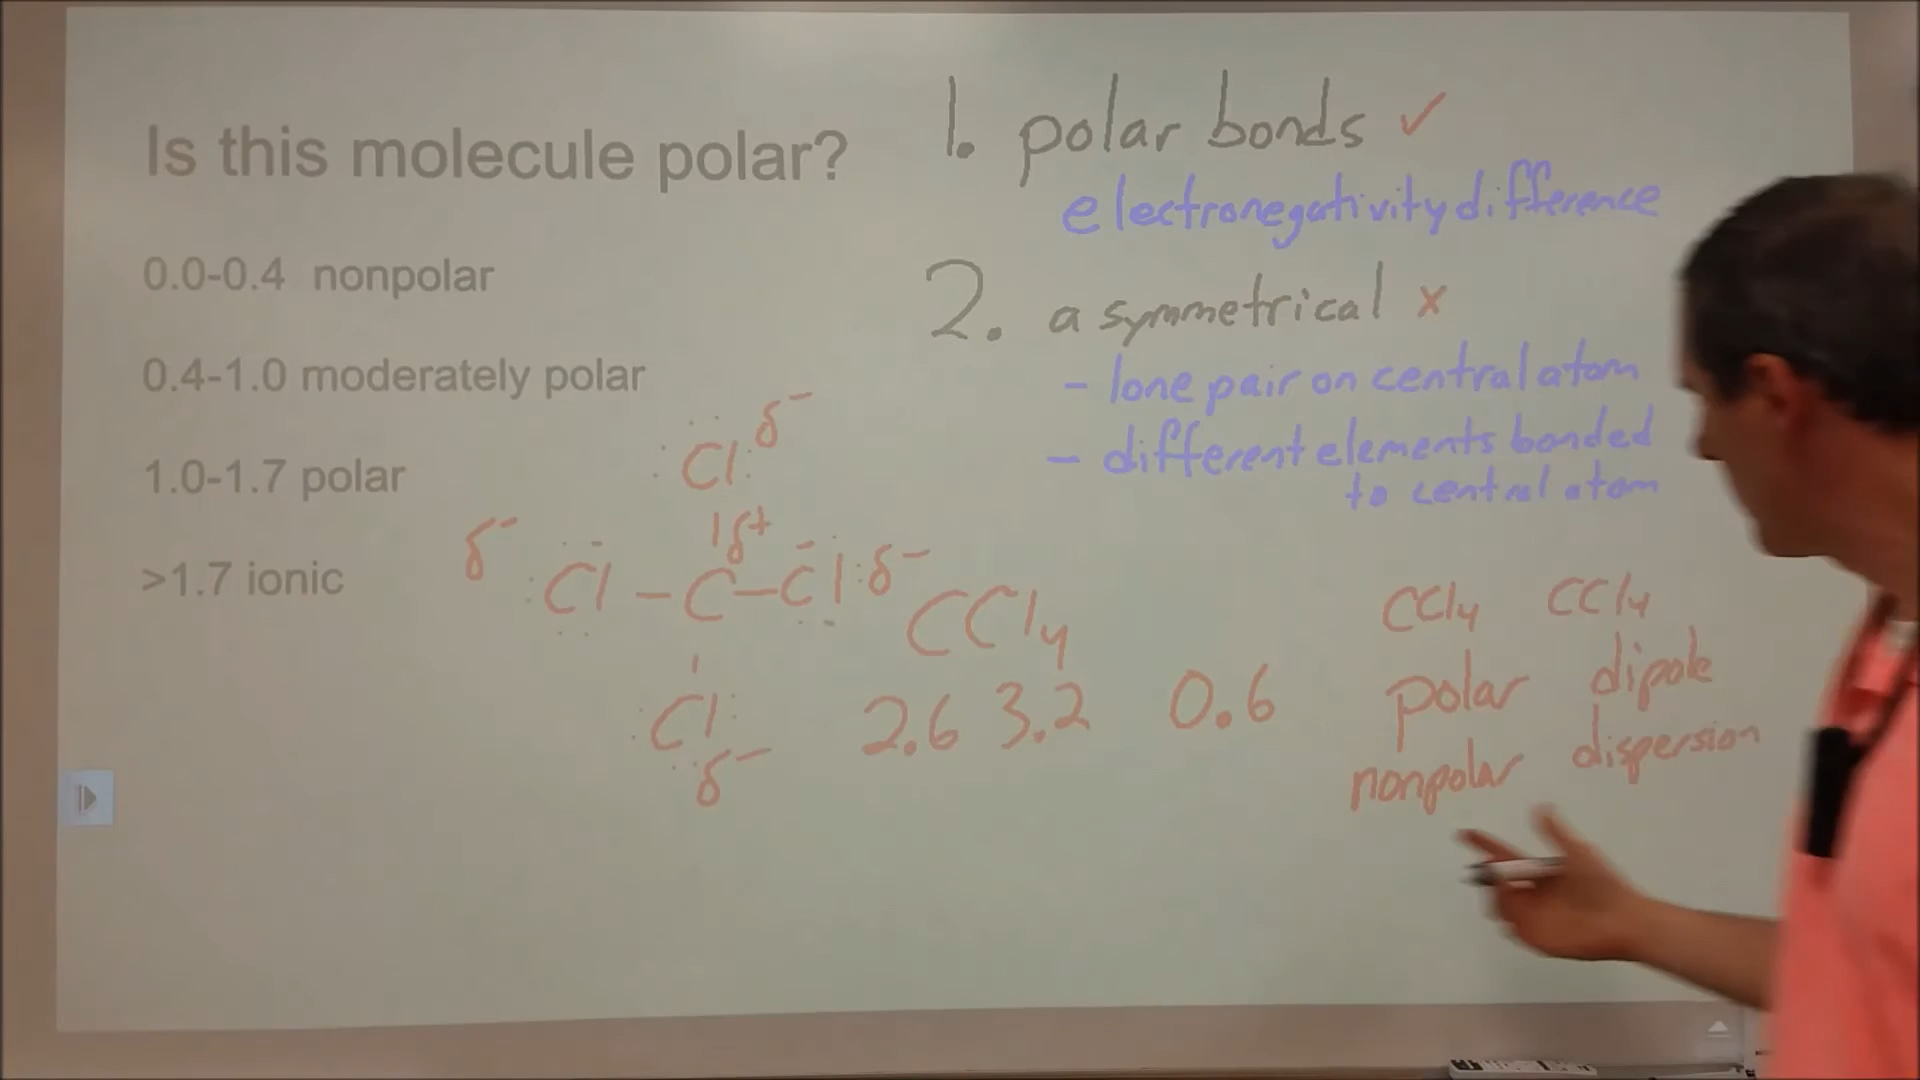 Is this molecule polar?
0.0-0.4 nonpolar
0.4-1.0 moderately polar
1.0-1.7 polar
>1.7 ionic
1. polar bonds ✓
electronegativity difference
2. asymmetrical x
- lone pair on central atom
- different elements bonded
to central atom
:Cl: δ-
| δ+
δ- :Cl - C - Cl: δ-
|
:Cl:
δ-
CCl4
2.6 3.2 0.6
CCl4 CCl4
polar dipole
nonpolar dispersion